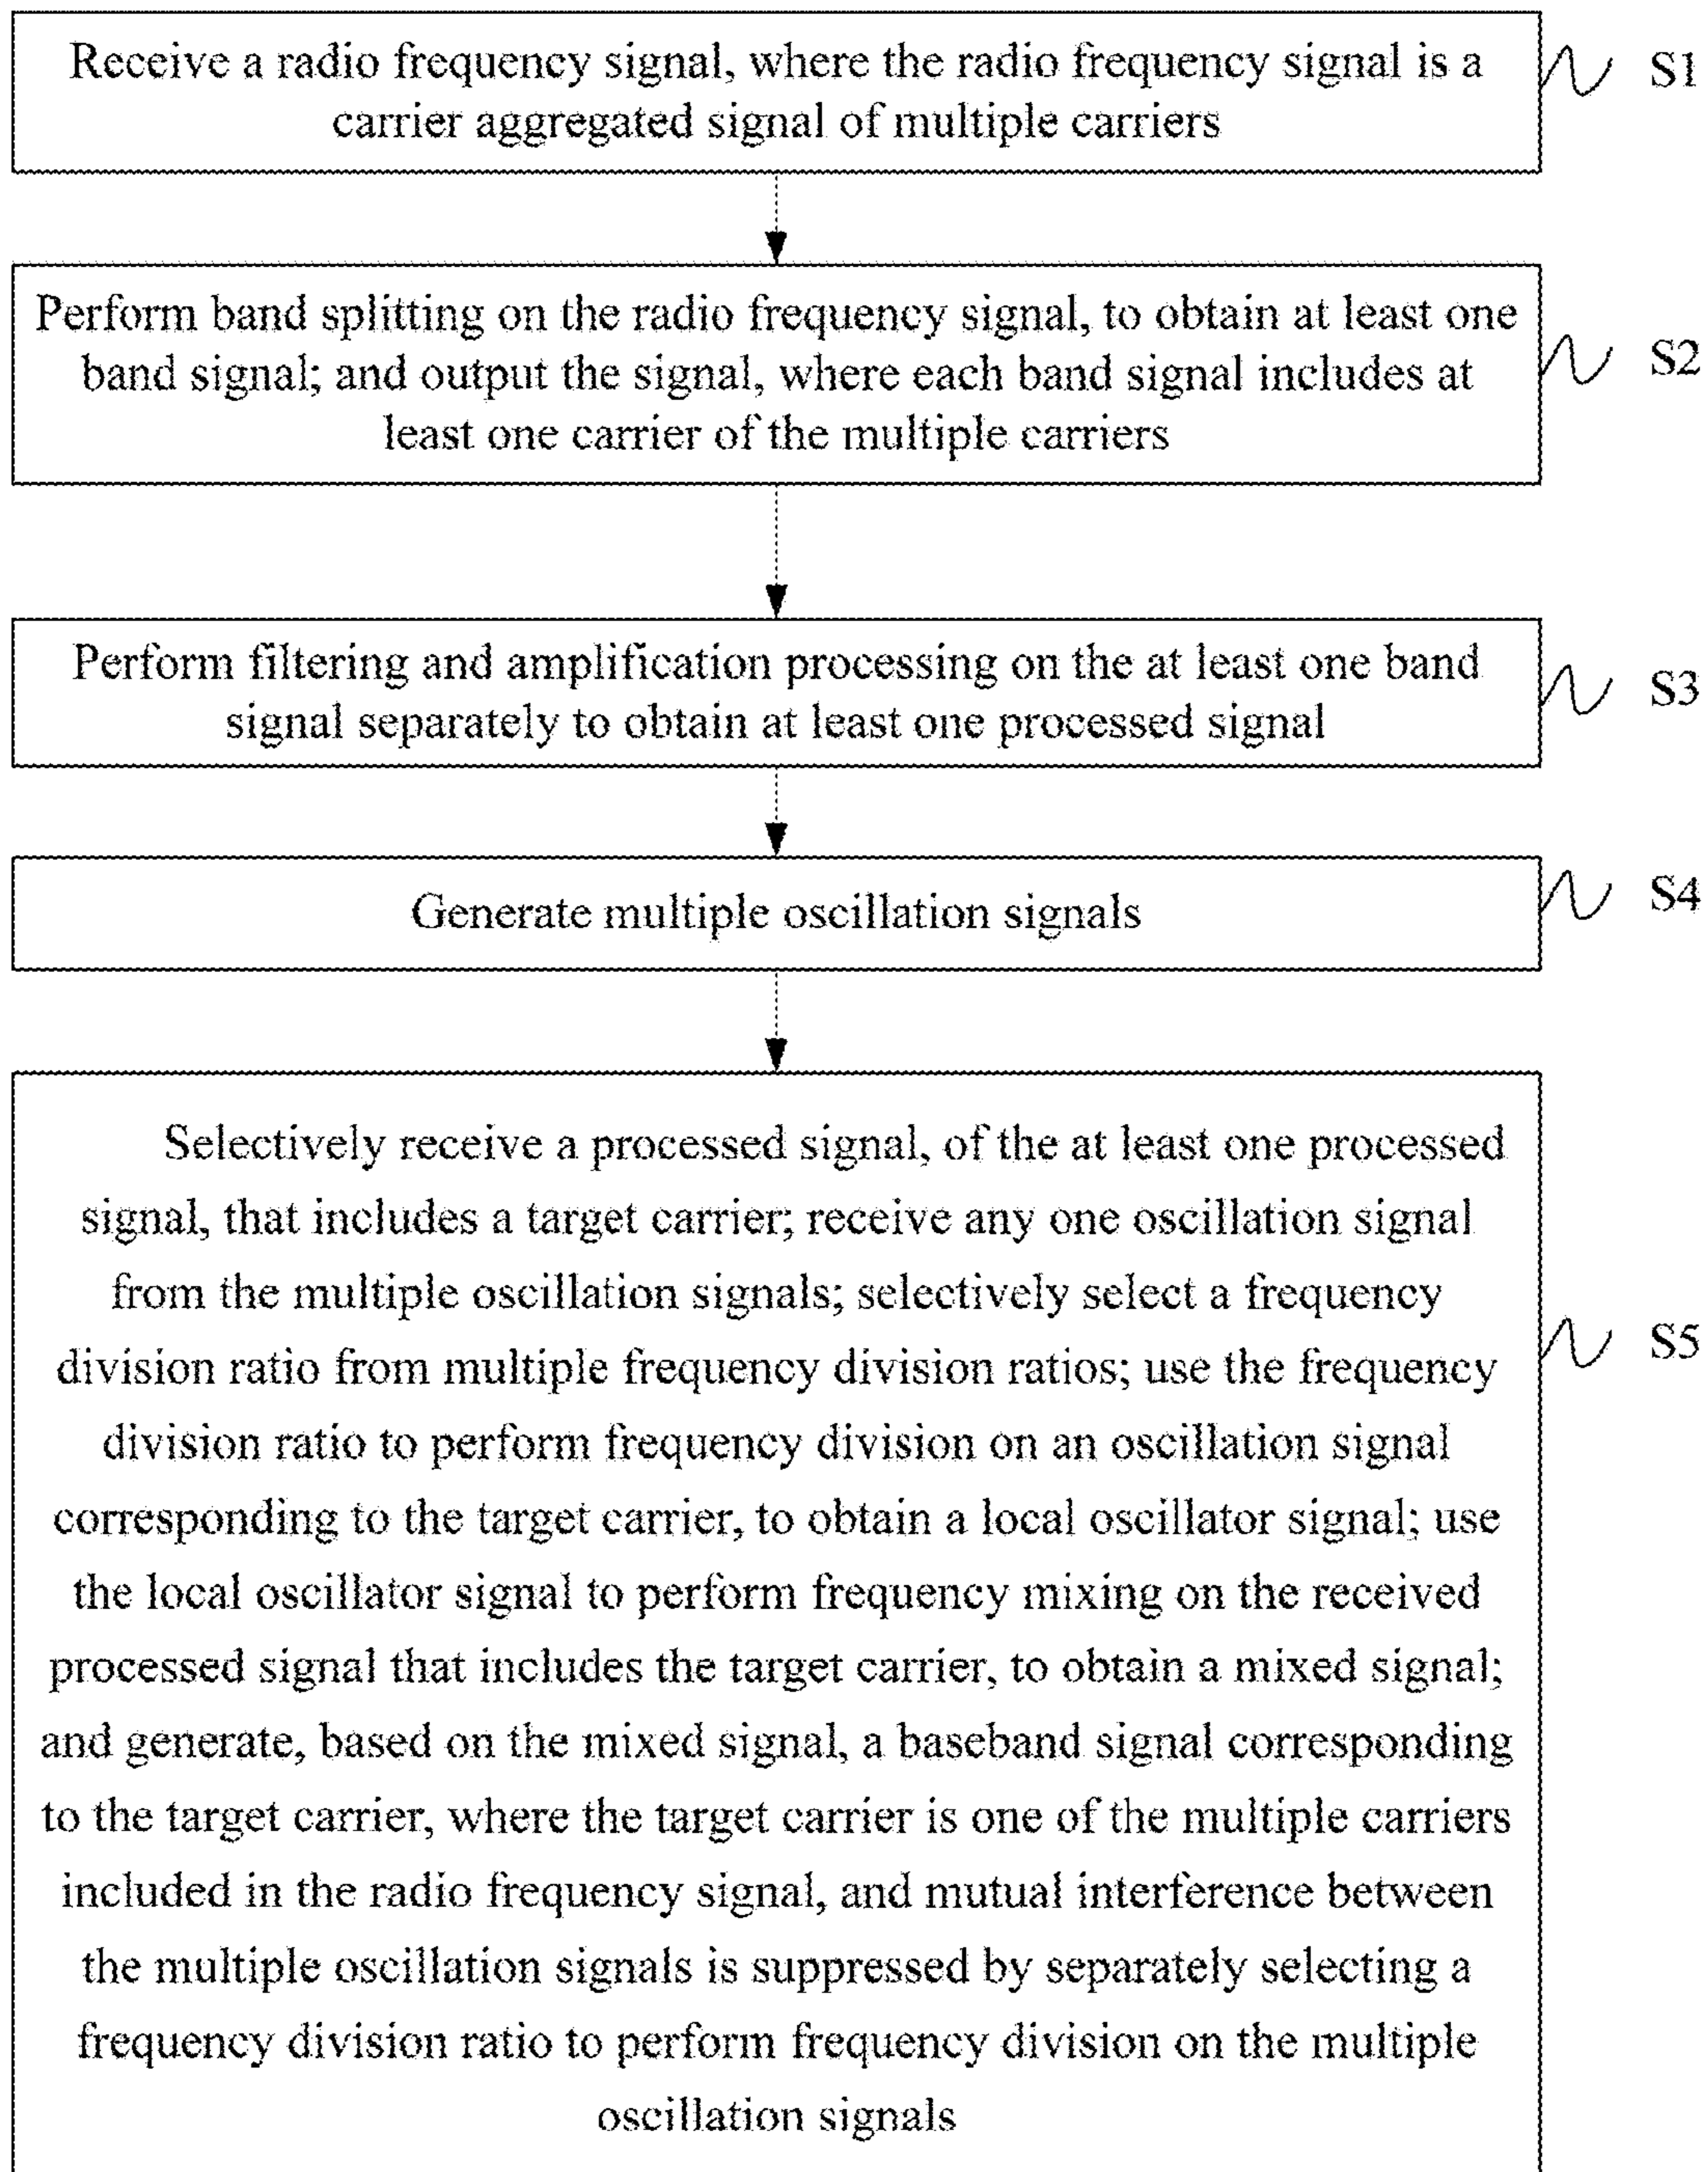 Receive a radio frequency signal, where the radio frequency signal is a
carrier aggregated signal of multiple carriers
S1
Perform band splitting on the radio frequency signal, to obtain at least one
band signal; and output the signal, where each band signal includes at
least one carrier of the multiple carriers
S2
Perform filtering and amplification processing on the at least one band
signal separately to obtain at least one processed signal
S3
Generate multiple oscillation signals
S4
Selectively receive a processed signal, of the at least one processed
signal, that includes a target carrier; receive any one oscillation signal
from the multiple oscillation signals; selectively select a frequency
division ratio from multiple frequency division ratios; use the frequency
division ratio to perform frequency division on an oscillation signal
corresponding to the target carrier, to obtain a local oscillator signal; use
the local oscillator signal to perform frequency mixing on the received
processed signal that includes the target carrier, to obtain a mixed signal;
and generate, based on the mixed signal, a baseband signal corresponding
to the target carrier, where the target carrier is one of the multiple carriers
included in the radio frequency signal, and mutual interference between
the multiple oscillation signals is suppressed by separately selecting a
frequency division ratio to perform frequency division on the multiple
oscillation signals
S5